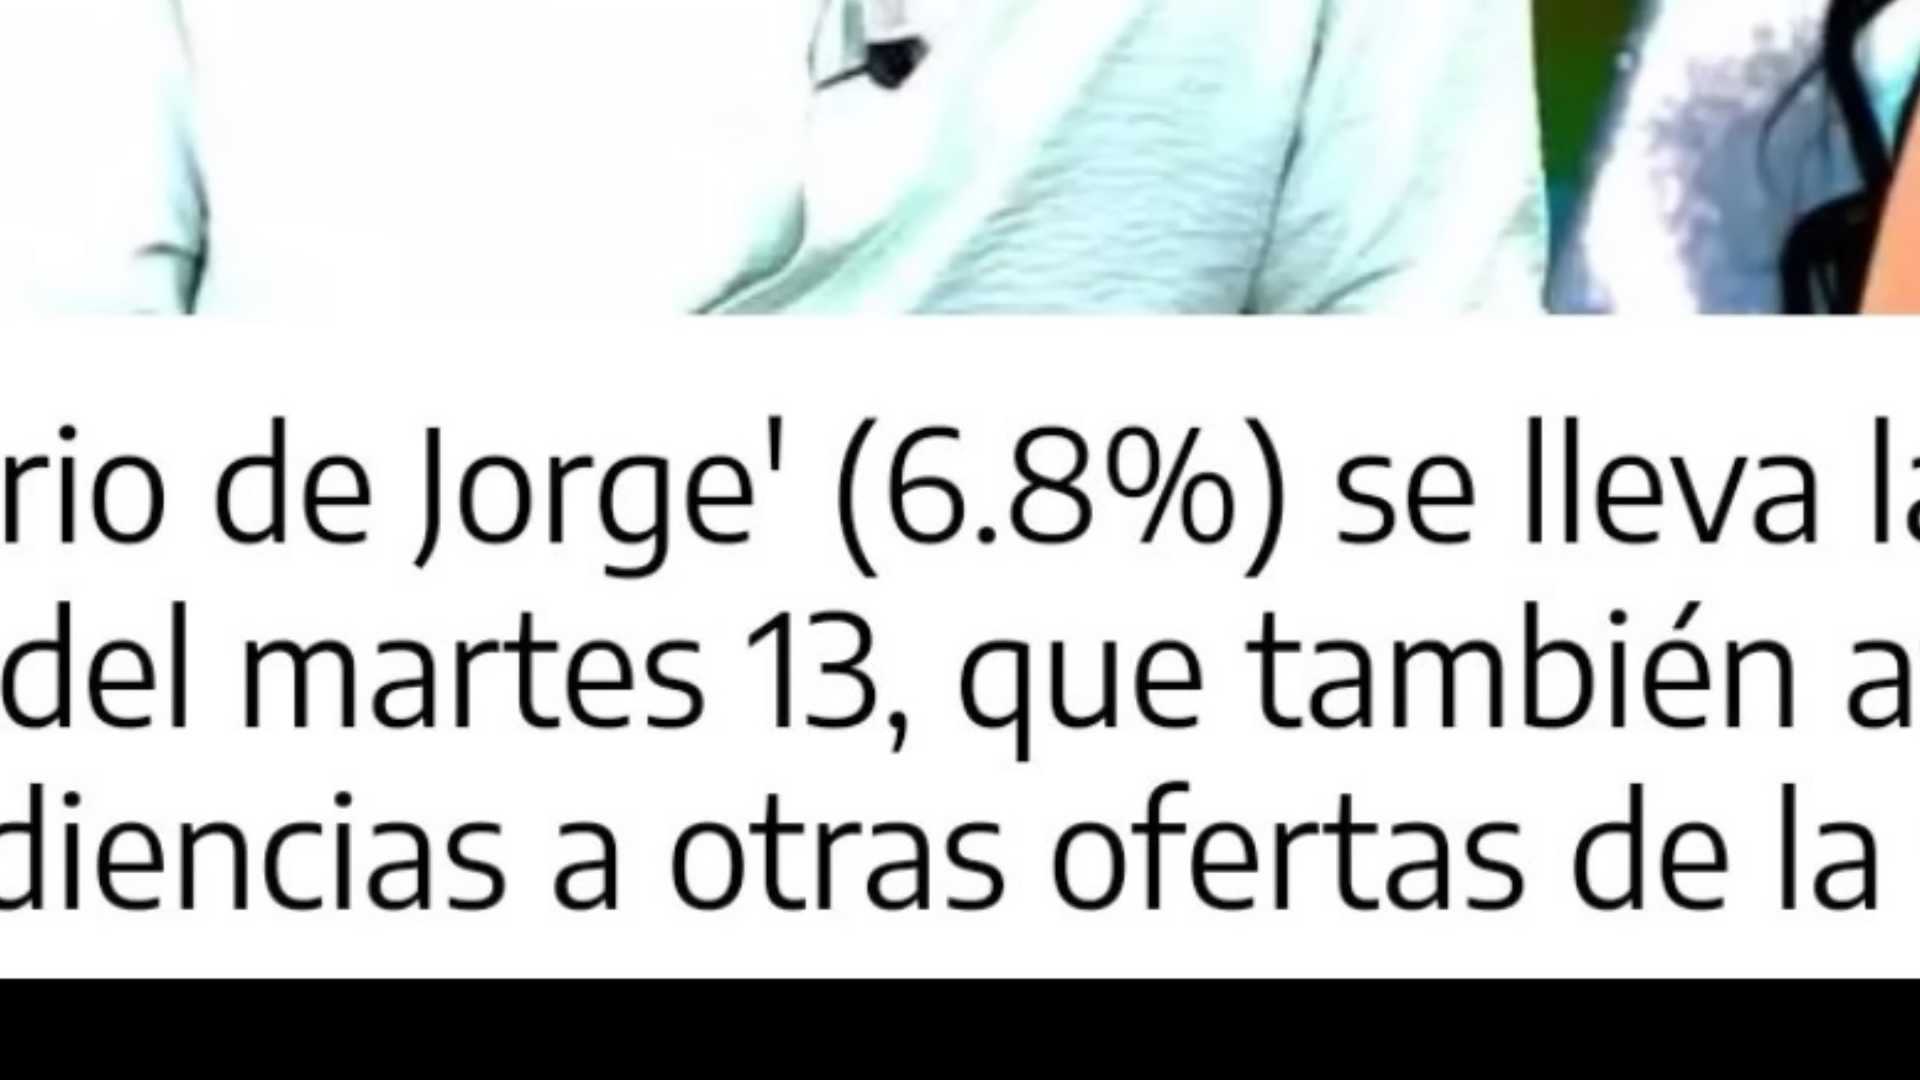 rio de Jorge' (6.8%) se lleva la
del martes 13, que también a
diencias a otras ofertas de la